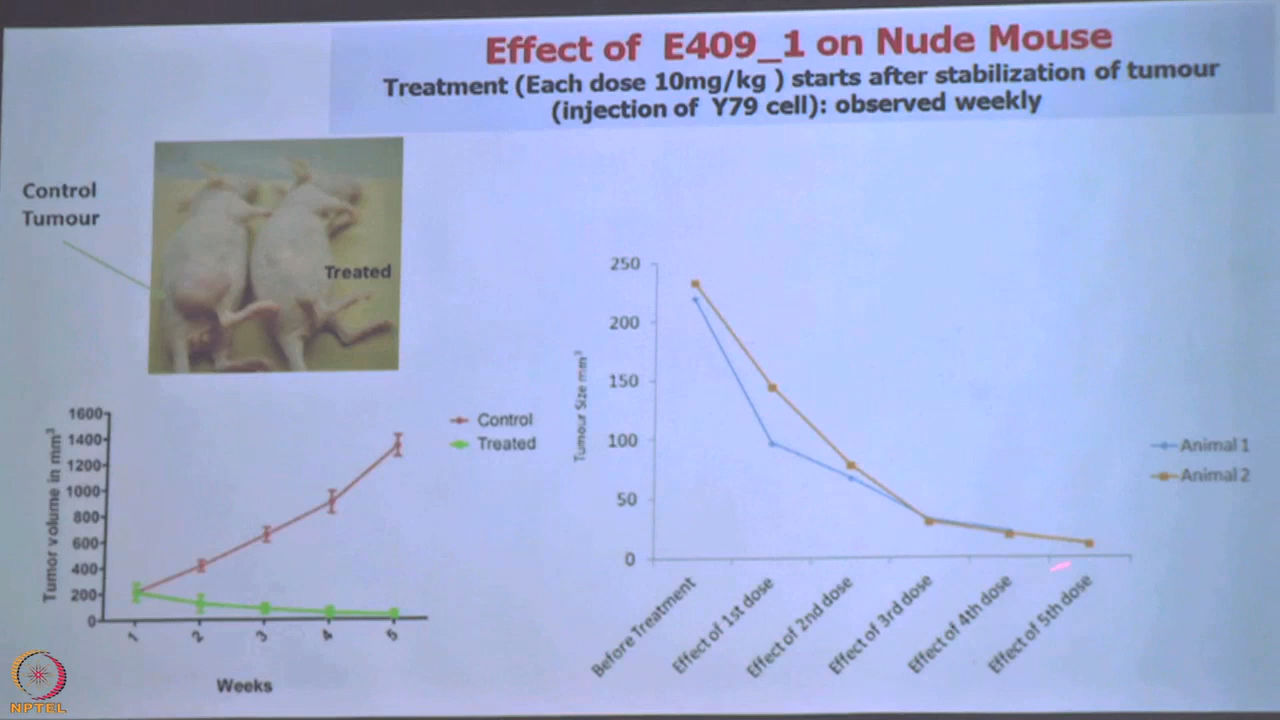 Effect of E409_1 on Nude Mouse
Treatment (Each dose 10mg/kg ) starts after stabilization of tumour
(injection of Y79 cell): observed weekly
Control
Tumour
Treated
1600
1400
1200
1000
800
600
400
200
0
Tumor volume in mm³
1
2
3
4
5
Weeks
Control
Treated
250
200
150
100
50
0
Tumour Size mm³
Before Treatment
Effect of 1st dose
Effect of 2nd dose
Effect of 3rd dose
Effect of 4th dose
Effect of 5th dose
Animal 1
Animal 2
NPTEL